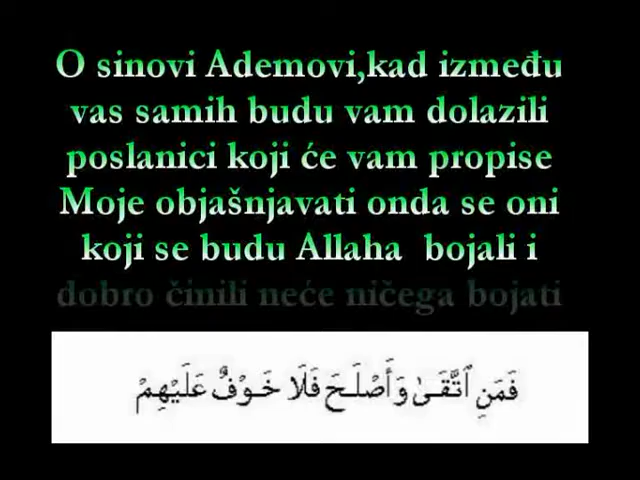 O sinovi Ademovi,kad između
vas samih budu vam dolazili
poslanici koji će vam propise
Moje objašnjavati onda se oni
koji se budu Allaha  bojali i
dobro činili neće ničega bojati
فَمَنِ ٱتَّقَىٰ وَأَصْلَحَ فَلَا خَوْفٌ عَلَيْهِمْ